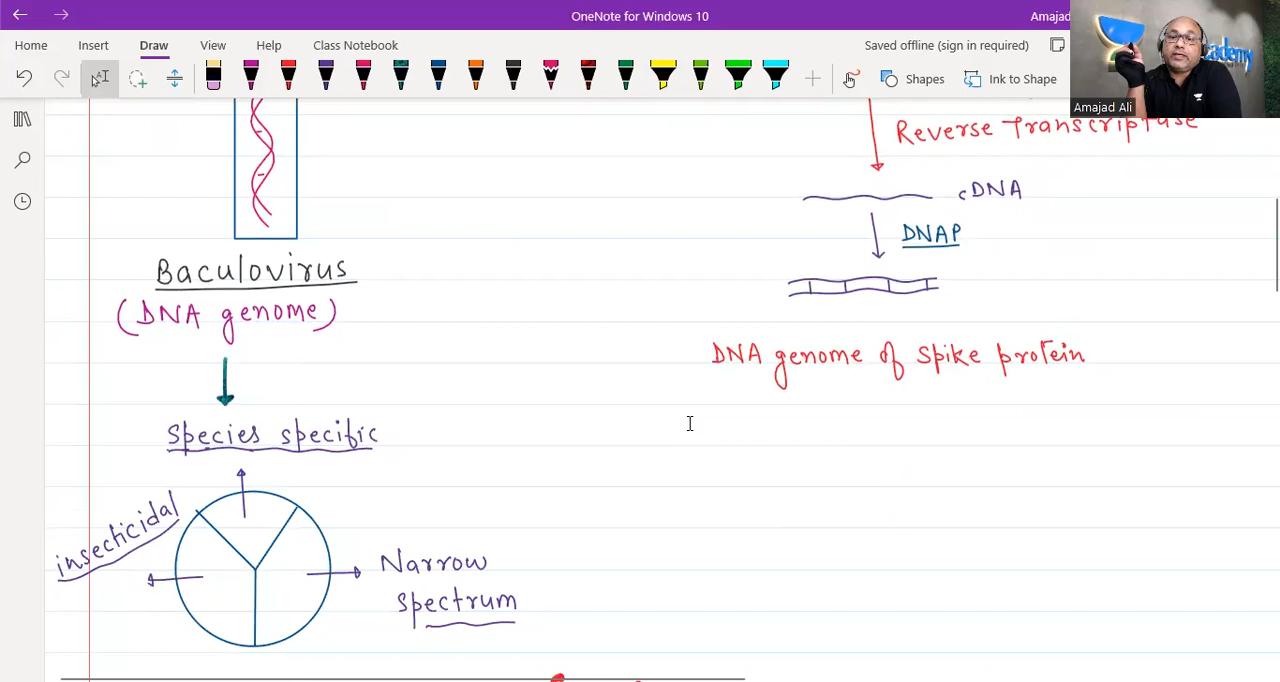 OneNote for Windows 10
Amajad
Home Insert Draw View Help Class Notebook
Saved offline (sign in required)
Shapes Ink to Shape
Amajad Ali
Reverse Transcriptase
cDNA
DNAP
Baculovirus
(DNA genome)
DNA genome of spike protein
Species specific
insecticidal
Narrow
spectrum